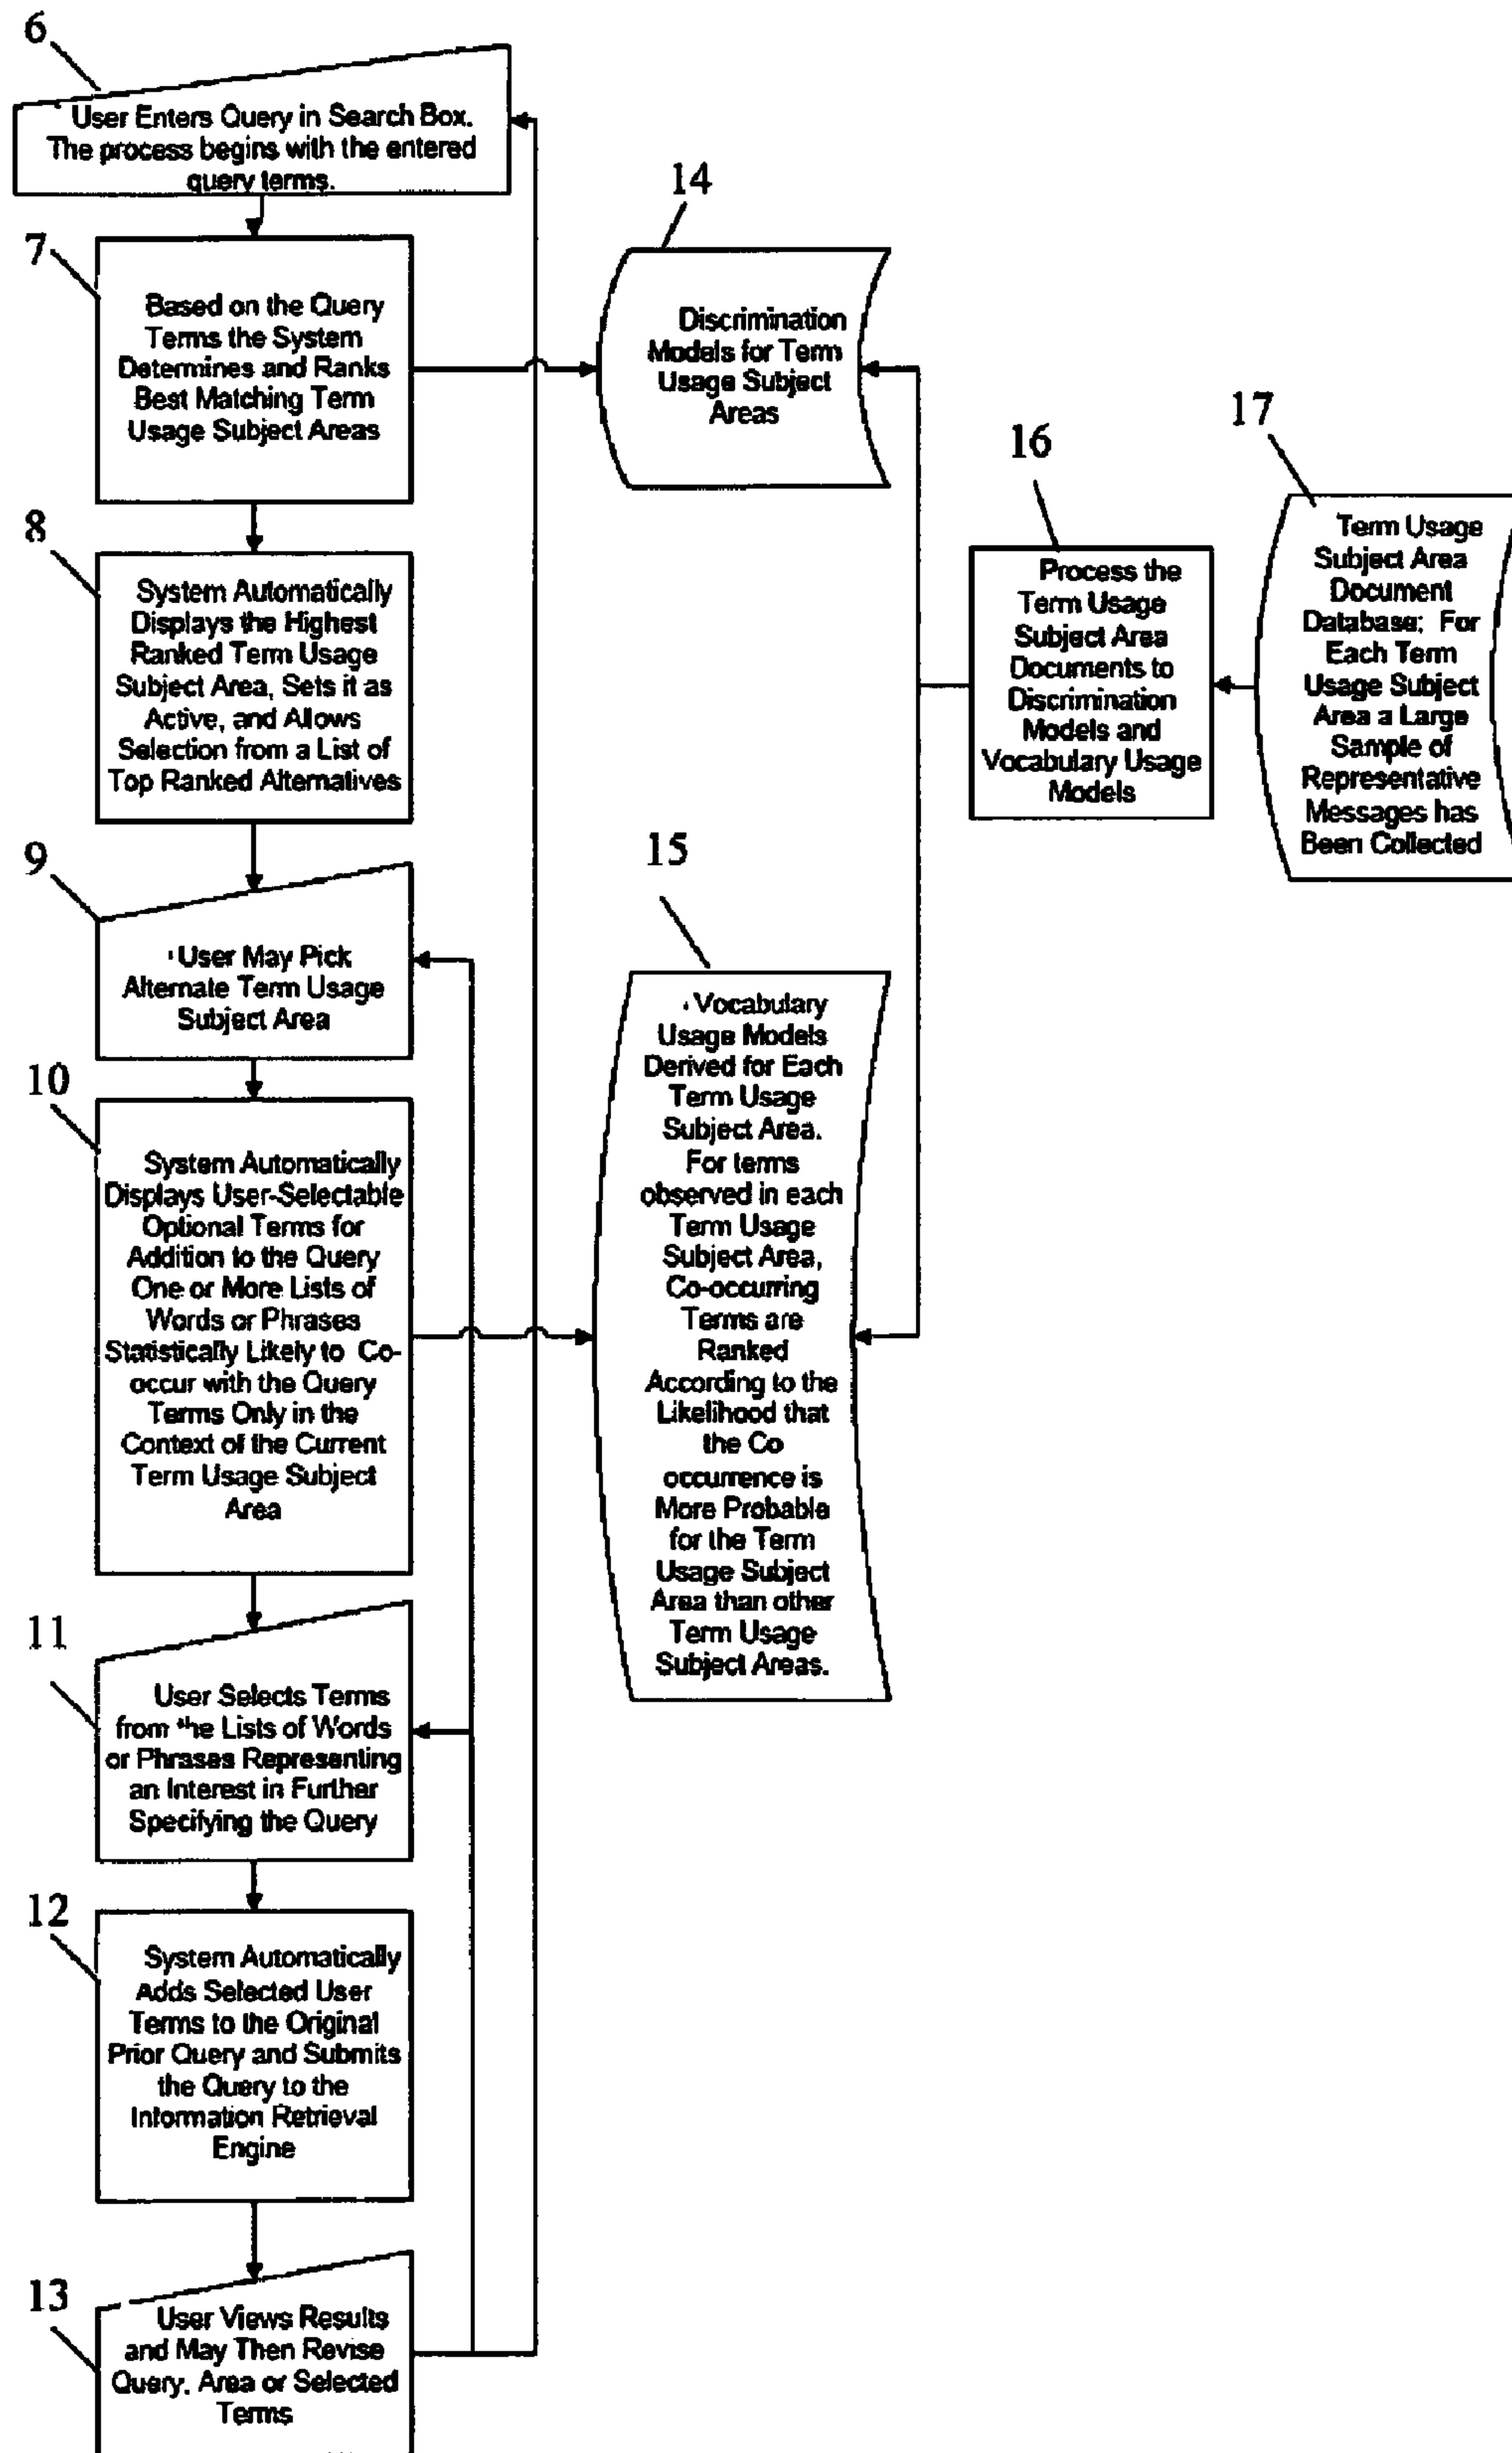 6
User Enters Query in Search Box.
The process begins with the entered
query terms.
7
Based on the Query
Terms the System
Determines and Ranks
Best Matching Term
Usage Subject Areas
8
System Automatically
Displays the Highest
Ranked Term Usage
Subject Area, Sets it as
Active, and Allows
Selection from a List of
Top Ranked Alternatives
9
User May Pick
Alternate Term Usage
Subject Area
10
System Automatically
Displays User-Selectable
Optional Terms for
Addition to the Query
One or More Lists of
Words or Phrases
Statistically Likely to Co-
occur with the Query
Terms Only in the
Context of the Current
Term Usage Subject
Area
11
User Selects Terms
from the Lists of Words
or Phrases Representing
an Interest in Further
Specifying the Query
12
System Automatically
Adds Selected User
Terms to the Original
Prior Query and Submits
the Query to the
Information Retrieval
Engine
13
User Views Results
and May Then Revise
Query, Area or Selected
Terms
14
Discrimination
Models for Term
Usage Subject
Areas
15
Vocabulary
Usage Models
Derived for Each
Term Usage
Subject Area.
For terms
observed in each
Term Usage
Subject Area,
Co-occurring
Terms are
Ranked
According to the
Likelihood that
the Co
occurrence is
More Probable
for the Term
Usage Subject
Area than other
Term Usage
Subject Areas.
16
Process the
Term Usage
Subject Area
Documents to
Discrimination
Models and
Vocabulary Usage
Models
17
Term Usage
Subject Area
Document
Database: For
Each Term
Usage Subject
Area a Large
Sample of
Representative
Messages has
Been Collected